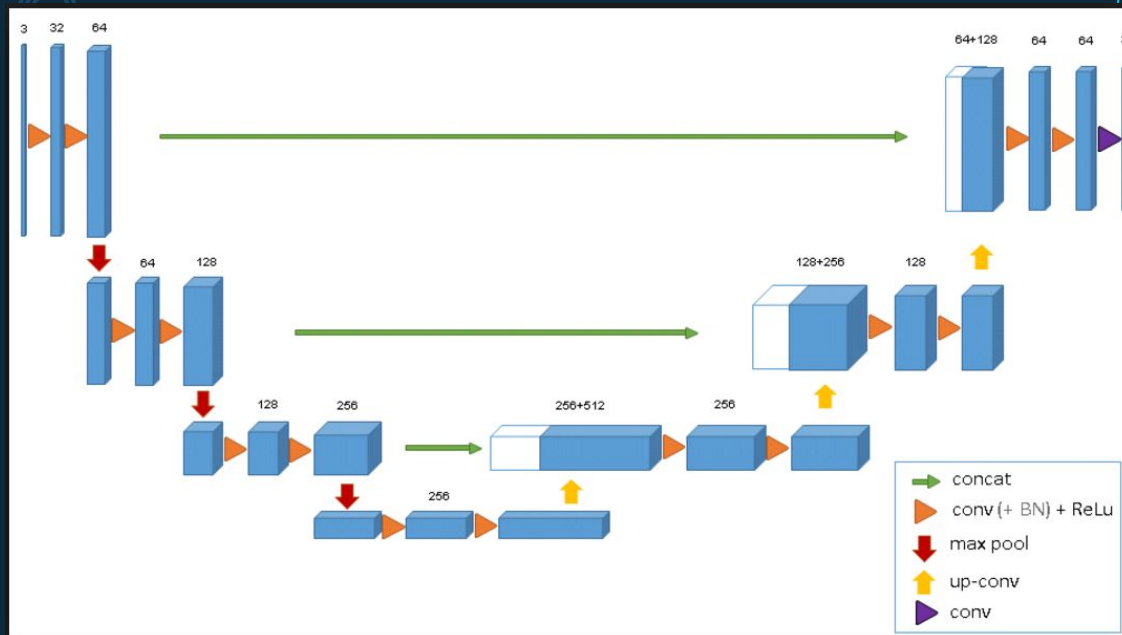 3 32 64
64+128 64 64
64 128
128+256 128
128 256
256+512 256
256
concat
conv (+ BN) + ReLu
max pool
up-conv
conv